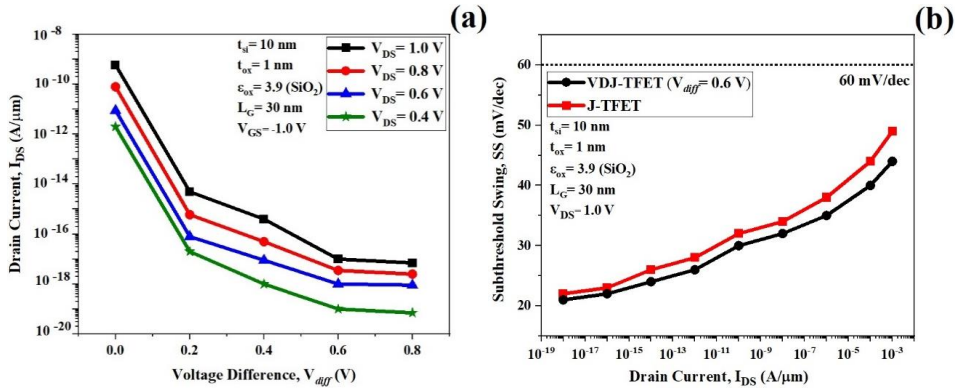 (a)
10⁻⁸
10⁻¹⁰
10⁻¹²
10⁻¹⁴
10⁻¹⁶
10⁻¹⁸
10⁻²⁰
Drain Current, I_DS (A/μm)
t_si= 10 nm
t_ox= 1 nm
ε_ox= 3.9 (SiO₂)
L_G= 30 nm
V_GS= -1.0 V
V_DS= 1.0 V
V_DS= 0.8 V
V_DS= 0.6 V
V_DS= 0.4 V
0.0 0.2 0.4 0.6 0.8
Voltage Difference, V_diff (V)
(b)
60
50
40
30
20
Subthreshold Swing, SS (mV/dec)
60 mV/dec
VDJ-TFET (V_diff= 0.6 V)
J-TFET
t_si= 10 nm
t_ox= 1 nm
ε_ox= 3.9 (SiO₂)
L_G= 30 nm
V_DS= 1.0 V
10⁻¹⁹ 10⁻¹⁷ 10⁻¹⁵ 10⁻¹³ 10⁻¹¹ 10⁻⁹ 10⁻⁷ 10⁻⁵ 10⁻³
Drain Current, I_DS (A/μm)